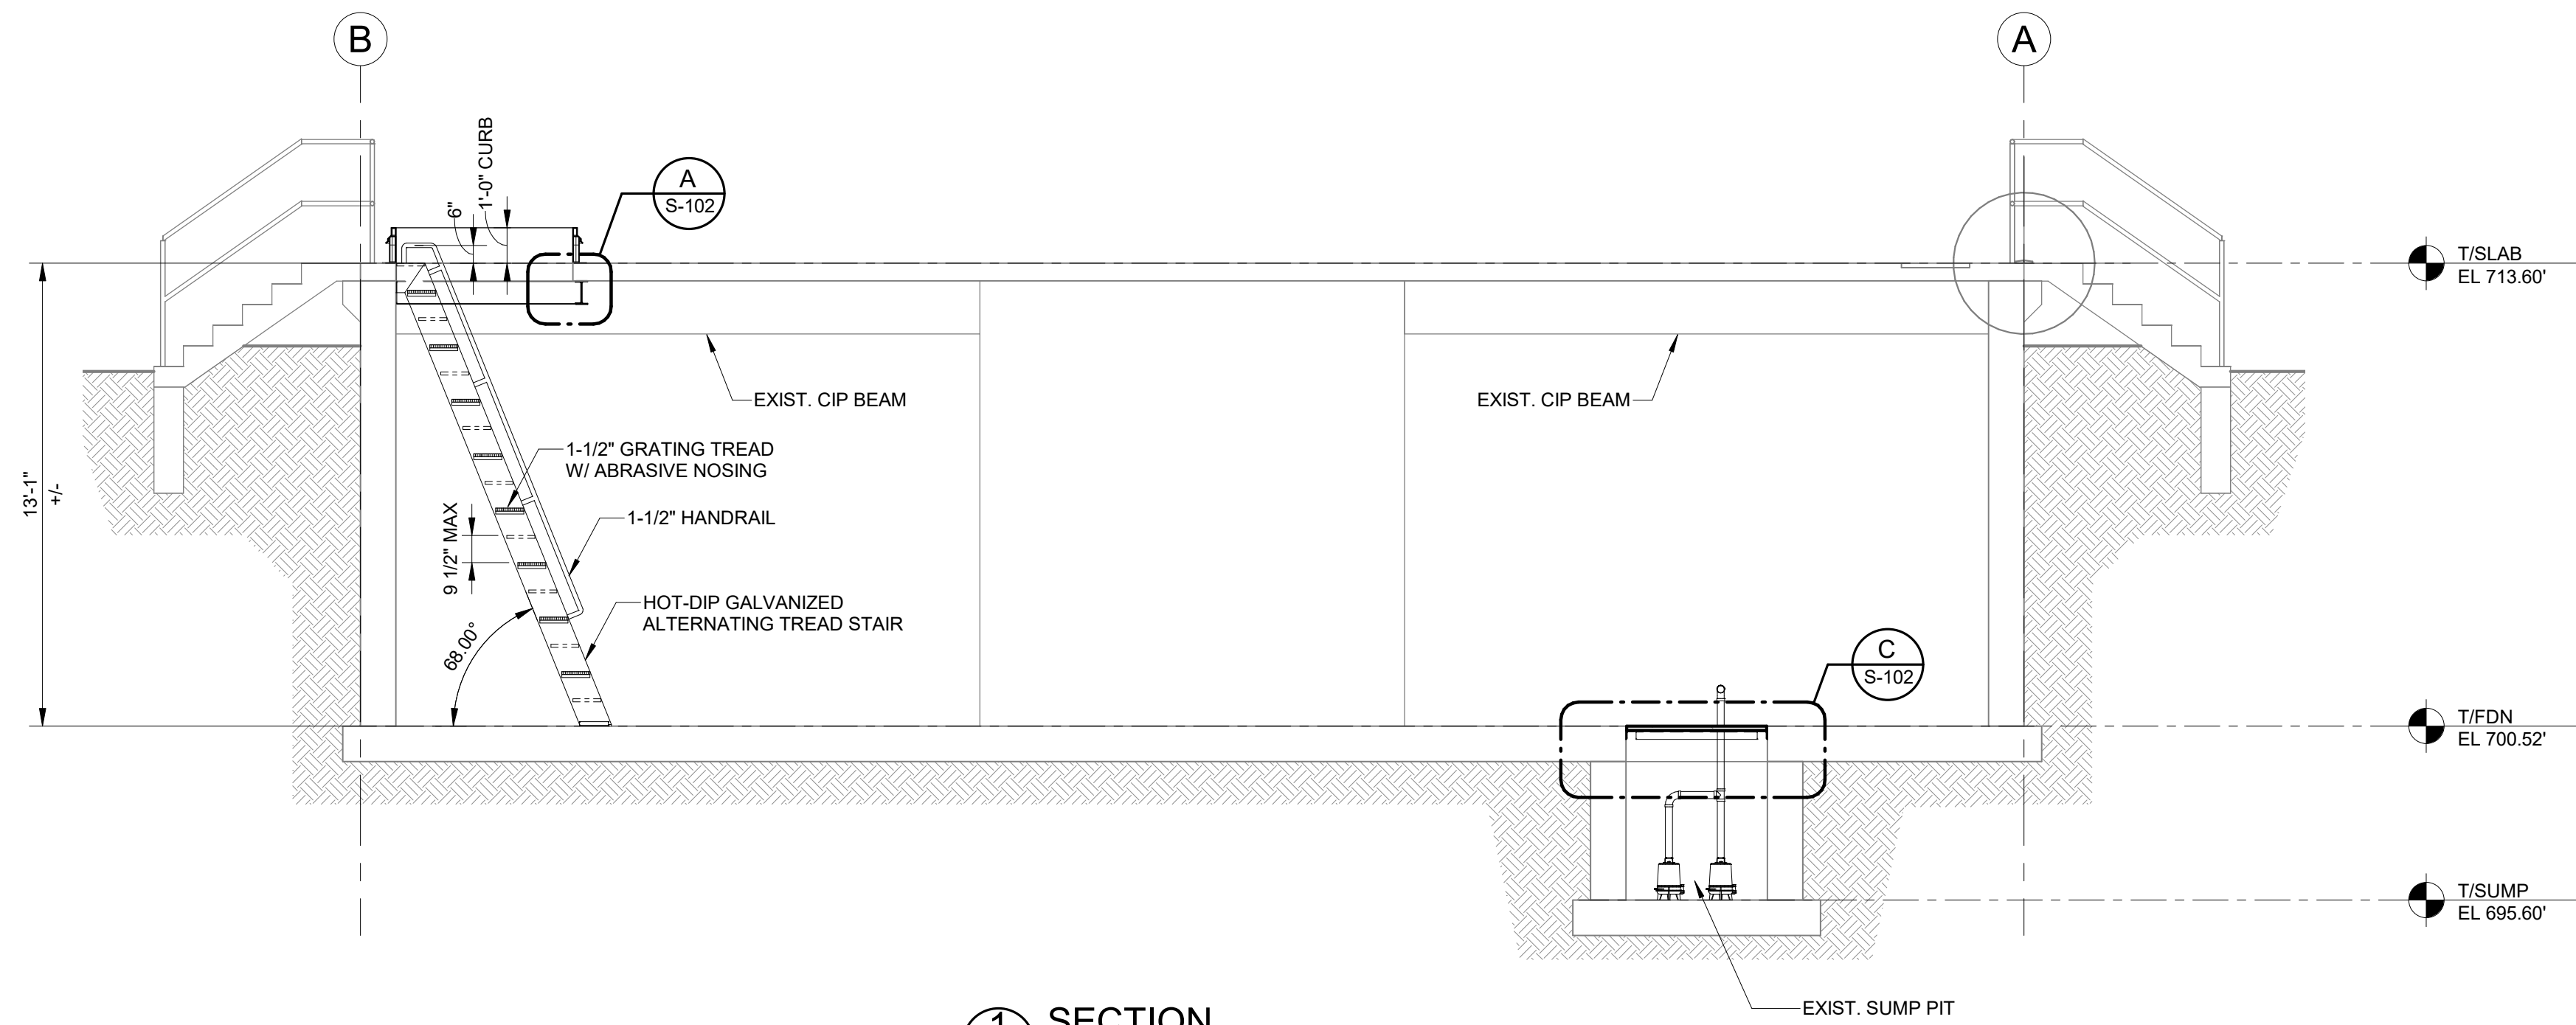 B
A
1'-0" CURB
6"
A
S-102
T/SLAB
EL 713.60'
EXIST. CIP BEAM
EXIST. CIP BEAM
1-1/2" GRATING TREAD
W/ ABRASIVE NOSING
13'-1"
+/-
1-1/2" HANDRAIL
9 1/2" MAX
HOT-DIP GALVANIZED
ALTERNATING TREAD STAIR
68.00°
C
S-102
T/FDN
EL 700.52'
T/SUMP
EL 695.60'
EXIST. SUMP PIT
1
SECTION